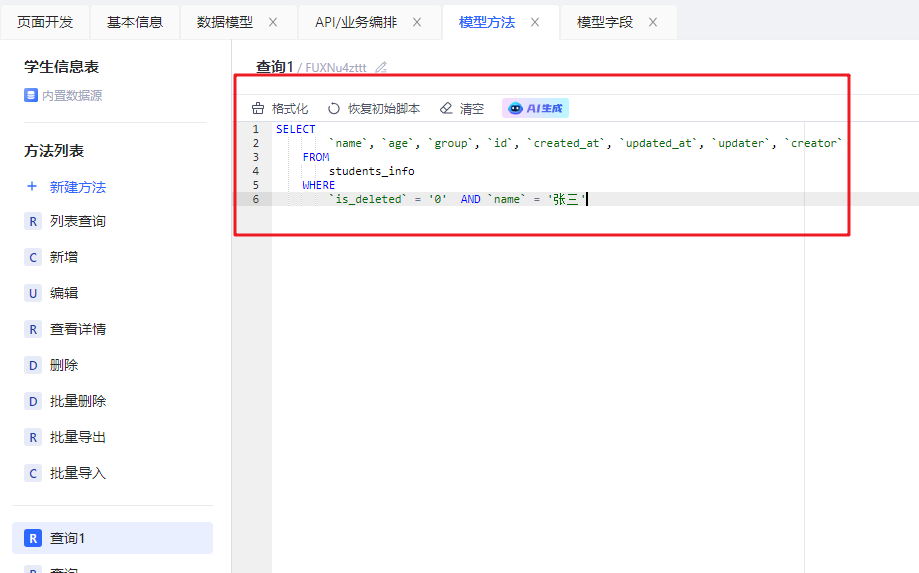 页面开发 基本信息 数据模型 API/业务编排 模型方法 模型字段
学生信息表
内置数据源
方法列表
+ 新建方法
R 列表查询
C 新增
U 编辑
R 查看详情
D 删除
D 批量删除
R 批量导出
C 批量导入
R 查询1
R 查询
查询1 / FUXNu4zttt
格式化 恢复初始脚本 清空 AI生成
1 SELECT
2 `name`, `age`, `group`, `id`, `created_at`, `updated_at`, `updater`, `creator`
3 FROM
4 students_info
5 WHERE
6 `is_deleted` = '0' AND `name` = '张三'